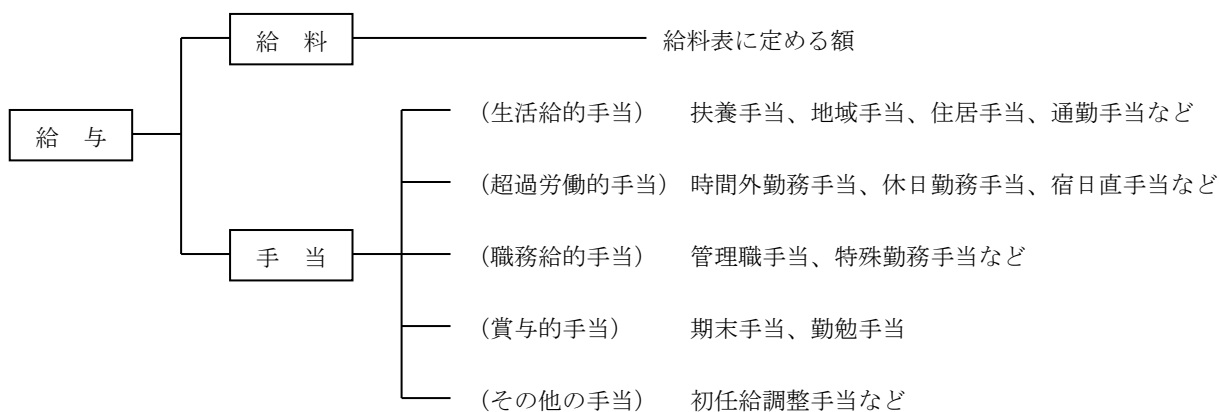 給　料
給料表に定める額
給　与
（生活給的手当）　扶養手当、地域手当、住居手当、通勤手当など
（超過労働的手当）時間外勤務手当、休日勤務手当、宿日直手当など
手　当
（職務給的手当）　管理職手当、特殊勤務手当など
（賞与的手当）　期末手当、勤勉手当
（その他の手当）　初任給調整手当など